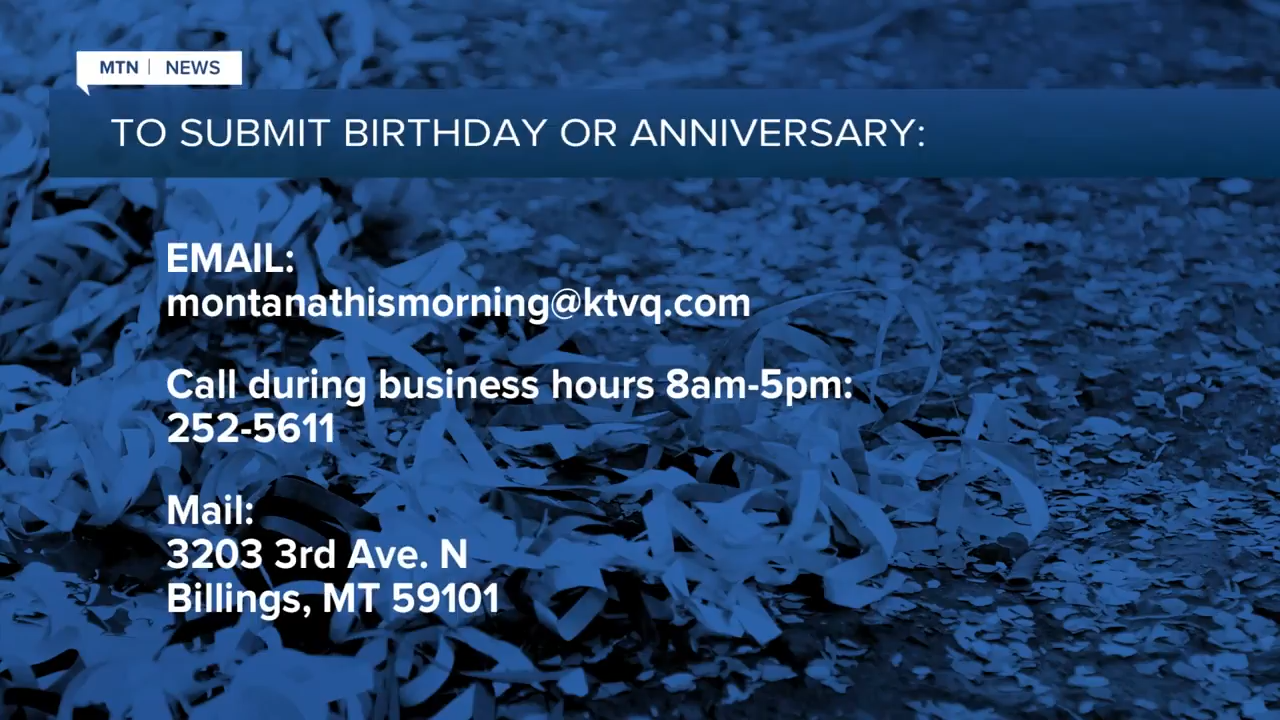 MTN | NEWS
TO SUBMIT BIRTHDAY OR ANNIVERSARY:
EMAIL:
montanathismorning@ktvq.com
Call during business hours 8am-5pm:
252-5611
Mail:
3203 3rd Ave. N
Billings, MT 59101